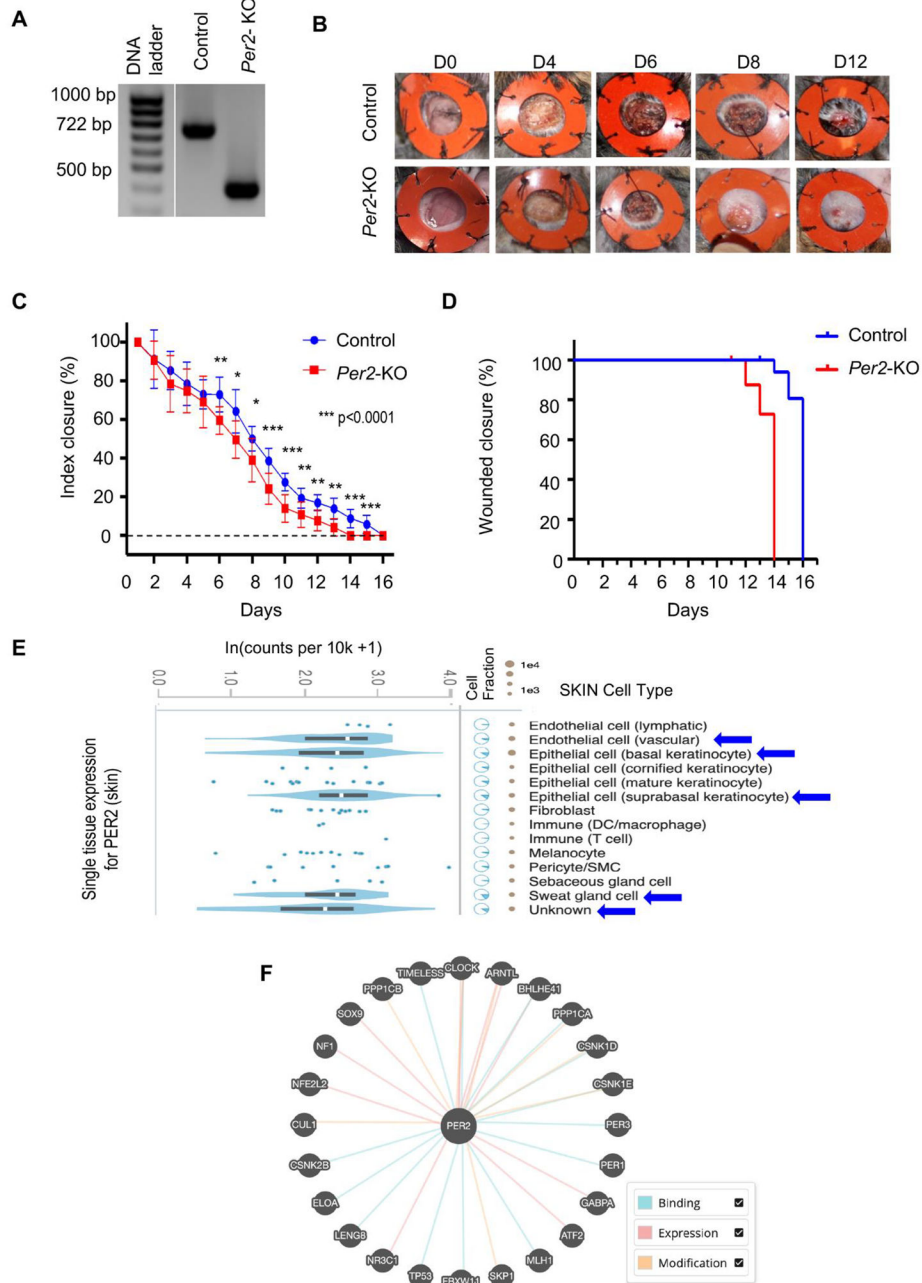 A
DNA
ladder
Control
Per2- KO
1000 bp
722 bp
500 bp
B
D0 D4 D6 D8 D12
Control
Per2-KO
C
Index closure (%)
100
80
60
40
20
0
Control
Per2-KO
*** p<0.0001
**
*
*
***
***
**
**
**
***
***
0 2 4 6 8 10 12 14 16
Days
D
Wounded closure (%)
100
80
60
40
20
0
Control
Per2-KO
0 2 4 6 8 10 12 14 16
Days
E
In(counts per 10k +1)
0.0 1.0 2.0 3.0 4.0
Cell
Fraction
1e4
1e3
SKIN Cell Type
Single tissue expression
for PER2 (skin)
Endothelial cell (lymphatic)
Endothelial cell (vascular)
Epithelial cell (basal keratinocyte)
Epithelial cell (cornified keratinocyte)
Epithelial cell (mature keratinocyte)
Epithelial cell (suprabasal keratinocyte)
Fibroblast
Immune (DC/macrophage)
Immune (T cell)
Melanocyte
Pericyte/SMC
Sebaceous gland cell
Sweat gland cell
Unknown
F
CLOCK
ARNTL
BHLHE41
PPP1CA
CSNK1D
CSNK1E
PER3
PER1
GABPA
ATF2
MLH1
SKP1
FBXW11
TP53
NR3C1
LENG8
ELOA
CSNK2B
CUL1
NFE2L2
NF1
SOX9
PPP1CB
TIMELESS
PER2
Binding
Expression
Modification